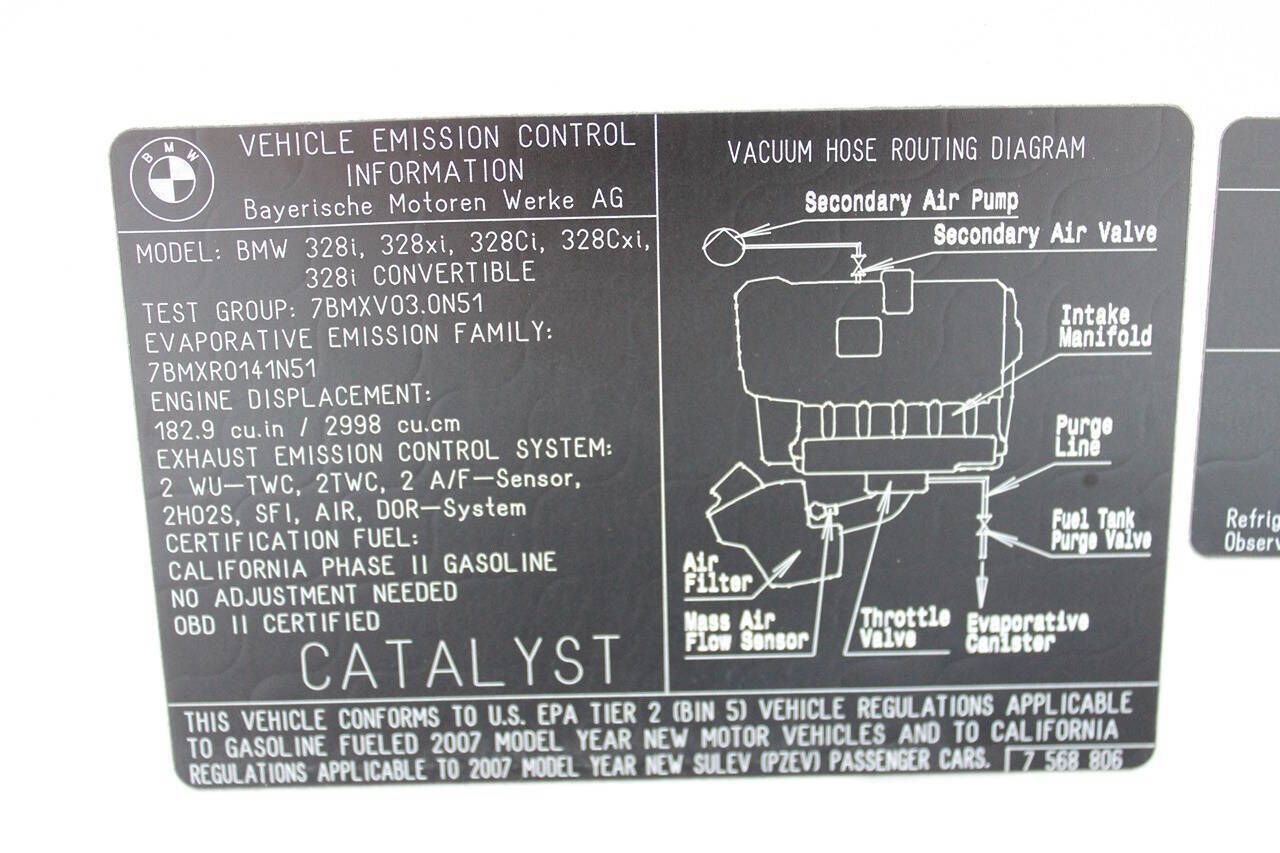 BMW
VEHICLE EMISSION CONTROL
INFORMATION
Bayerische Motoren Werke AG
MODEL: BMW 328i, 328xi, 328Ci, 328Cxi,
328i CONVERTIBLE
TEST GROUP: 7BMXV03.0N51
EVAPORATIVE EMISSION FAMILY:
7BMXR0141N51
ENGINE DISPLACEMENT:
182.9 cu.in / 2998 cu.cm
EXHAUST EMISSION CONTROL SYSTEM:
2 WU-TWC, 2TWC, 2 A/F-Sensor,
2HO2S, SFI, AIR, DOR-System
CERTIFICATION FUEL:
CALIFORNIA PHASE II GASOLINE
NO ADJUSTMENT NEEDED
OBD II CERTIFIED
CATALYST
VACUUM HOSE ROUTING DIAGRAM
Secondary Air Pump
Secondary Air Valve
Intake
Manifold
Purge
Line
Fuel Tank
Purge Valve
Air
Filter
Mass Air
Flow Sensor
Throttle
Valve
Evaporative
Canister
THIS VEHICLE CONFORMS TO U.S. EPA TIER 2 (BIN 5) VEHICLE REGULATIONS APPLICABLE
TO GASOLINE FUELED 2007 MODEL YEAR NEW MOTOR VEHICLES AND TO CALIFORNIA
REGULATIONS APPLICABLE TO 2007 MODEL YEAR NEW SULEV (PZEV) PASSENGER CARS.
7 568 806
Refrig
Observ